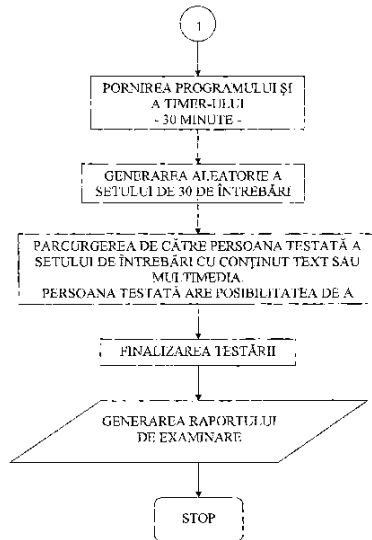 1
PORNIREA PROGRAMULUI ŞI
A TIMER-ULUI
- 30 MINUTE -
GENERAREA ALEATORIE A
SETULUI DE 30 DE ÎNTREBĂRI
PARCURGEREA DE CĂTRE PERSOANA TESTATĂ A
SETULUI DE ÎNTREBĂRI CU CONŢINUT TEXT SAU
MULTIMEDIA.
PERSOANA TESTATĂ ARE POSIBILITATEA DE A
FINALIZAREA TESTĂRII
GENERAREA RAPORTULUI
DE EXAMINARE
STOP